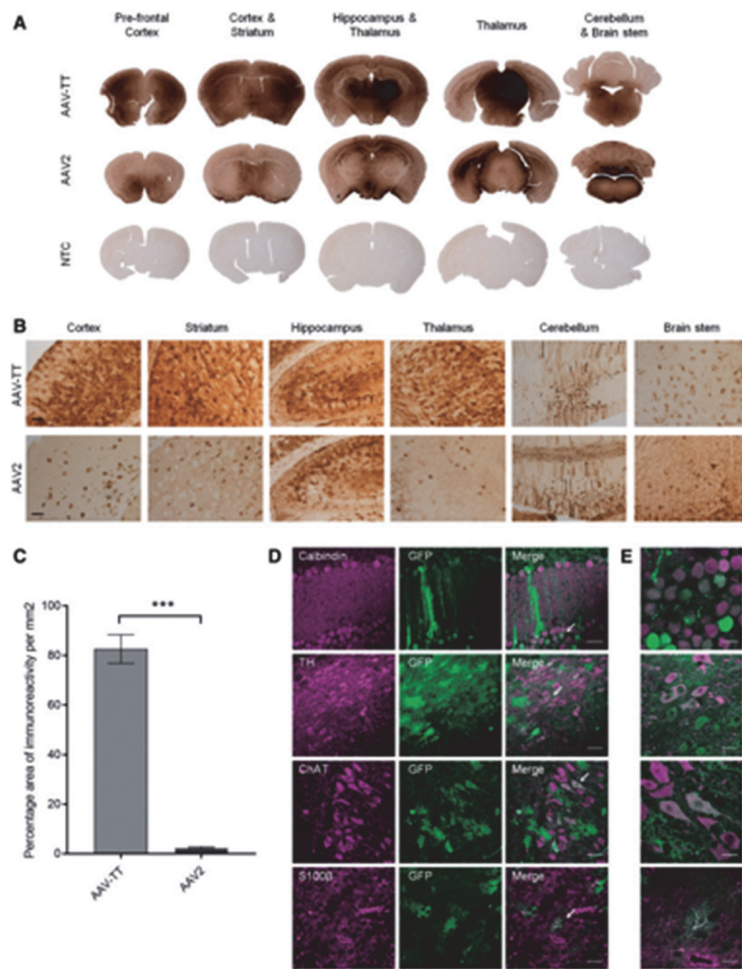 A
Pre-frontal Cortex
Cortex & Striatum
Hippocampus & Thalamus
Thalamus
Cerebellum & Brain stem
AAV-TT
AAV2
NTC
B
Cortex
Striatum
Hippocampus
Thalamus
Cerebellum
Brain stem
AAV-TT
AAV2
C
Percentage area of immunoreactivity per mm2
100
80
60
40
20
0
***
AAV-TT
AAV2
D
E
Calbindin
GFP
Merge
TH
GFP
Merge
ChAT
GFP
Merge
S100β
GFP
Merge